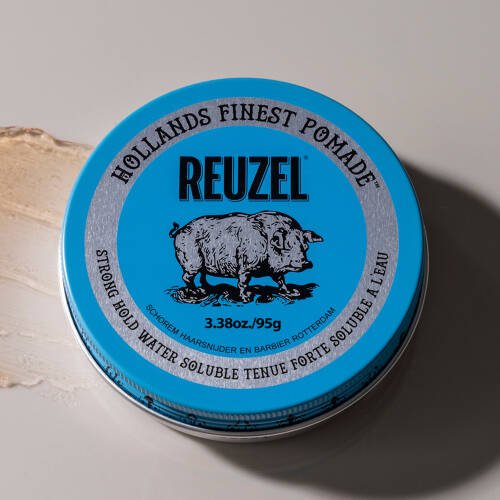 HOLLANDS FINEST POMADE™
REUZEL®
3.38oz./95g
SCHOREM HAARSNIJDER EN BARBIER ROTTERDAM
STRONG HOLD WATER SOLUBLE TENUE FORTE SOLUBLE A L'EAU